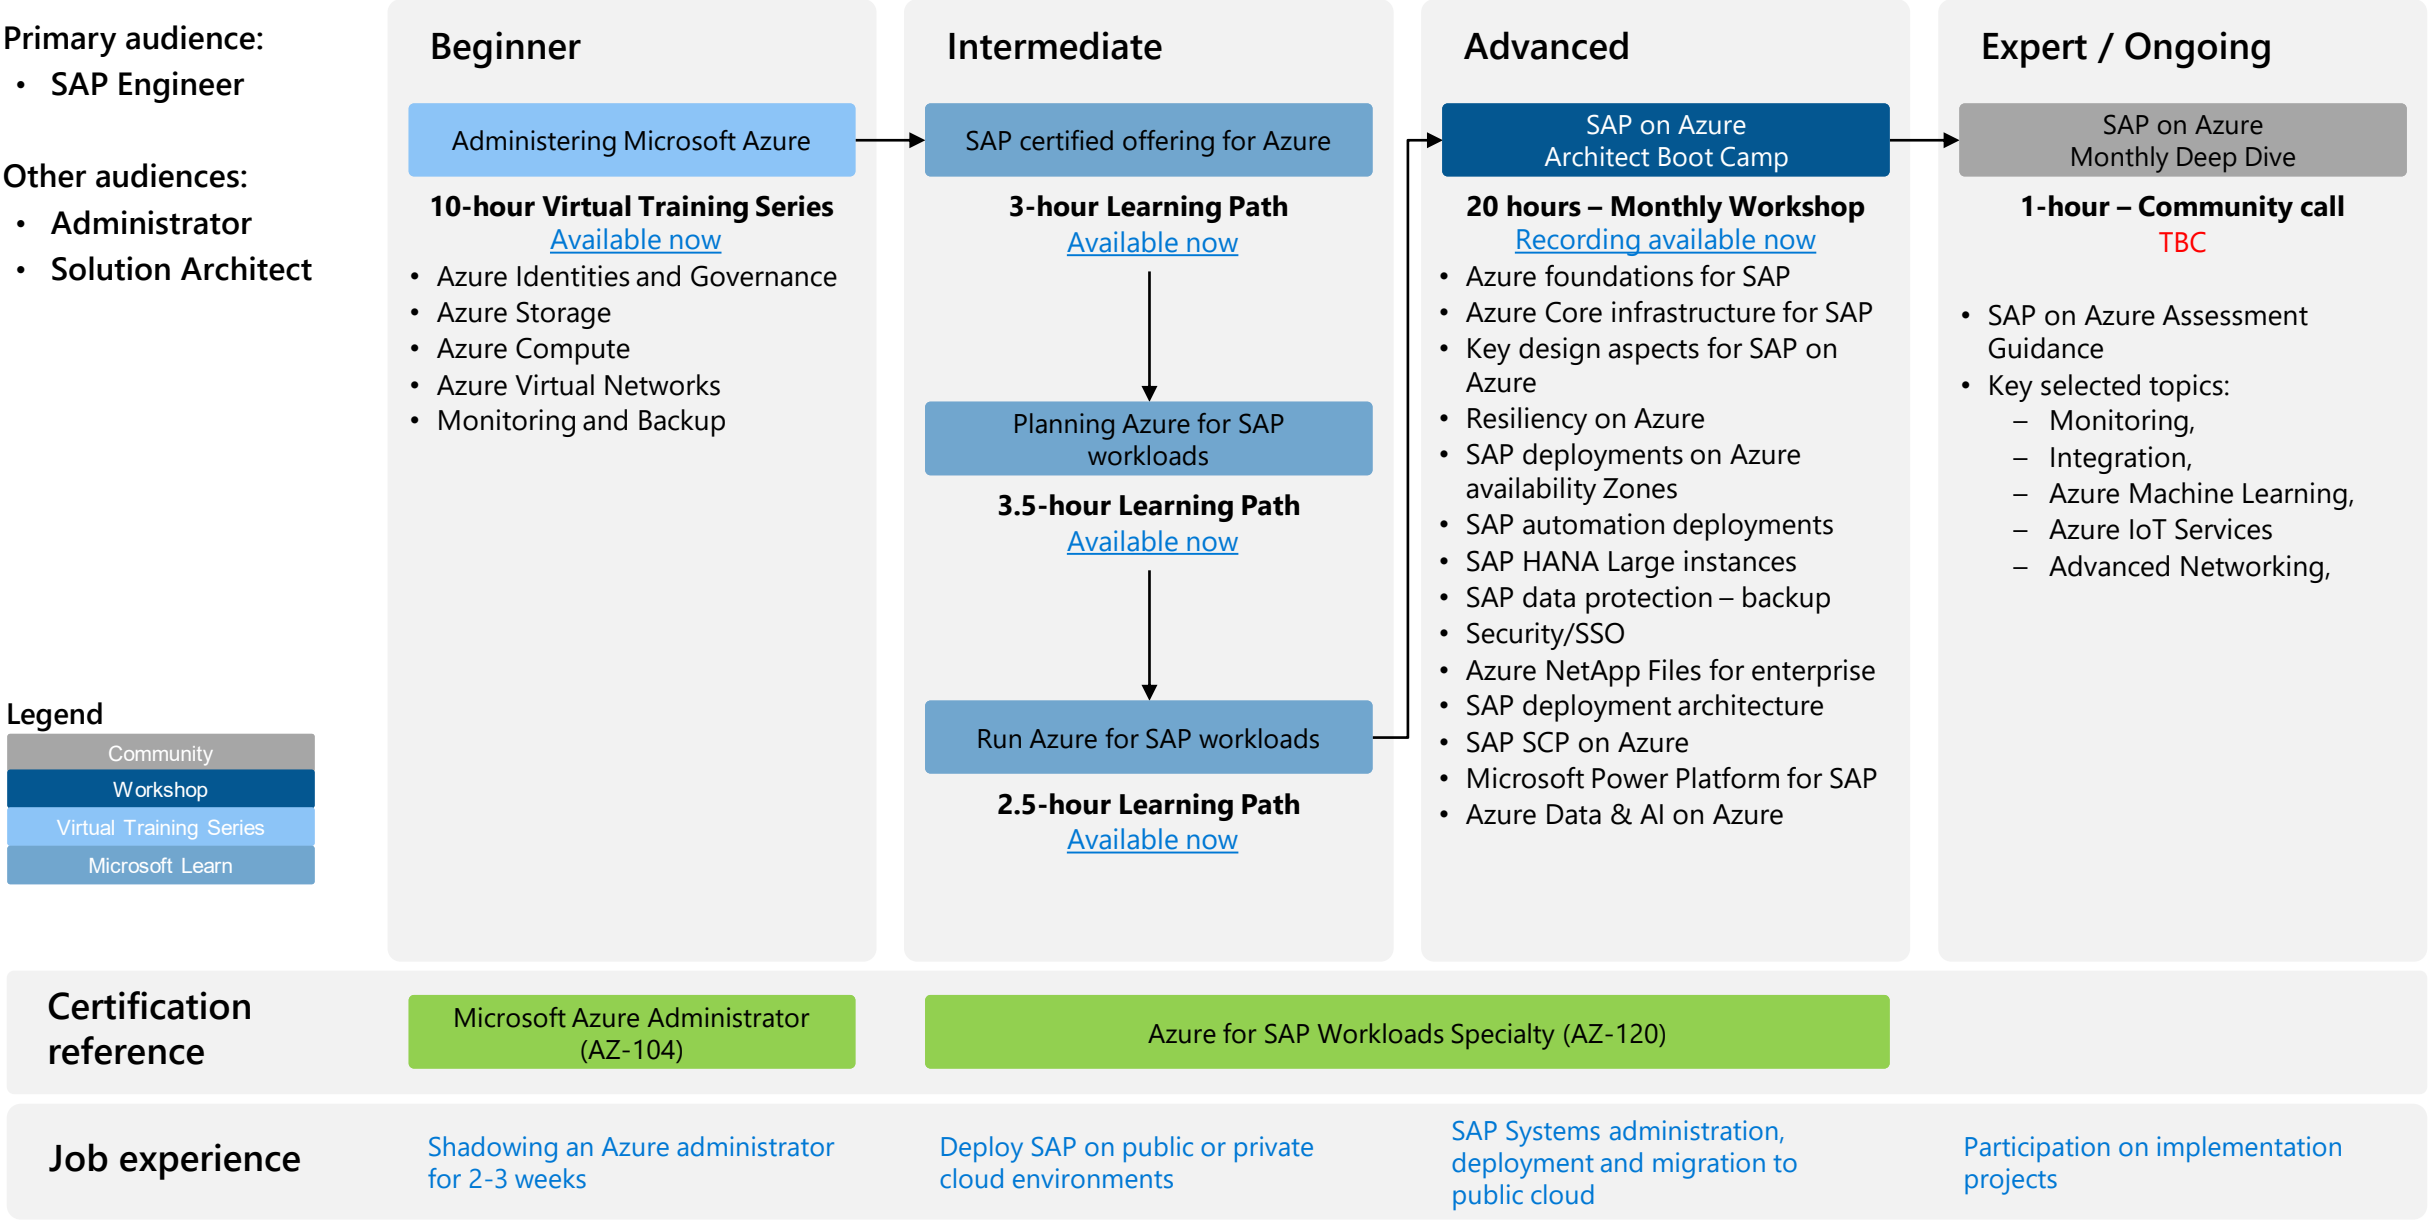 Primary audience:
• SAP Engineer
Other audiences:
• Administrator
• Solution Architect
Legend
Community
Workshop
Virtual Training Series
Microsoft Learn
Beginner
Administering Microsoft Azure
10-hour Virtual Training Series
Available now
• Azure Identities and Governance
• Azure Storage
• Azure Compute
• Azure Virtual Networks
• Monitoring and Backup
Intermediate
SAP certified offering for Azure
3-hour Learning Path
Available now
Planning Azure for SAP
workloads
3.5-hour Learning Path
Available now
Run Azure for SAP workloads
2.5-hour Learning Path
Available now
Advanced
SAP on Azure
Architect Boot Camp
20 hours – Monthly Workshop
Recording available now
• Azure foundations for SAP
• Azure Core infrastructure for SAP
• Key design aspects for SAP on
Azure
• Resiliency on Azure
• SAP deployments on Azure
availability Zones
• SAP automation deployments
• SAP HANA Large instances
• SAP data protection – backup
• Security/SSO
• Azure NetApp Files for enterprise
• SAP deployment architecture
• SAP SCP on Azure
• Microsoft Power Platform for SAP
• Azure Data & AI on Azure
Expert / Ongoing
SAP on Azure
Monthly Deep Dive
1-hour – Community call
TBC
• SAP on Azure Assessment
Guidance
• Key selected topics:
– Monitoring,
– Integration,
– Azure Machine Learning,
– Azure IoT Services
– Advanced Networking,
Certification
reference
Microsoft Azure Administrator
(AZ-104)
Azure for SAP Workloads Specialty (AZ-120)
Job experience
Shadowing an Azure administrator
for 2-3 weeks
Deploy SAP on public or private
cloud environments
SAP Systems administration,
deployment and migration to
public cloud
Participation on implementation
projects